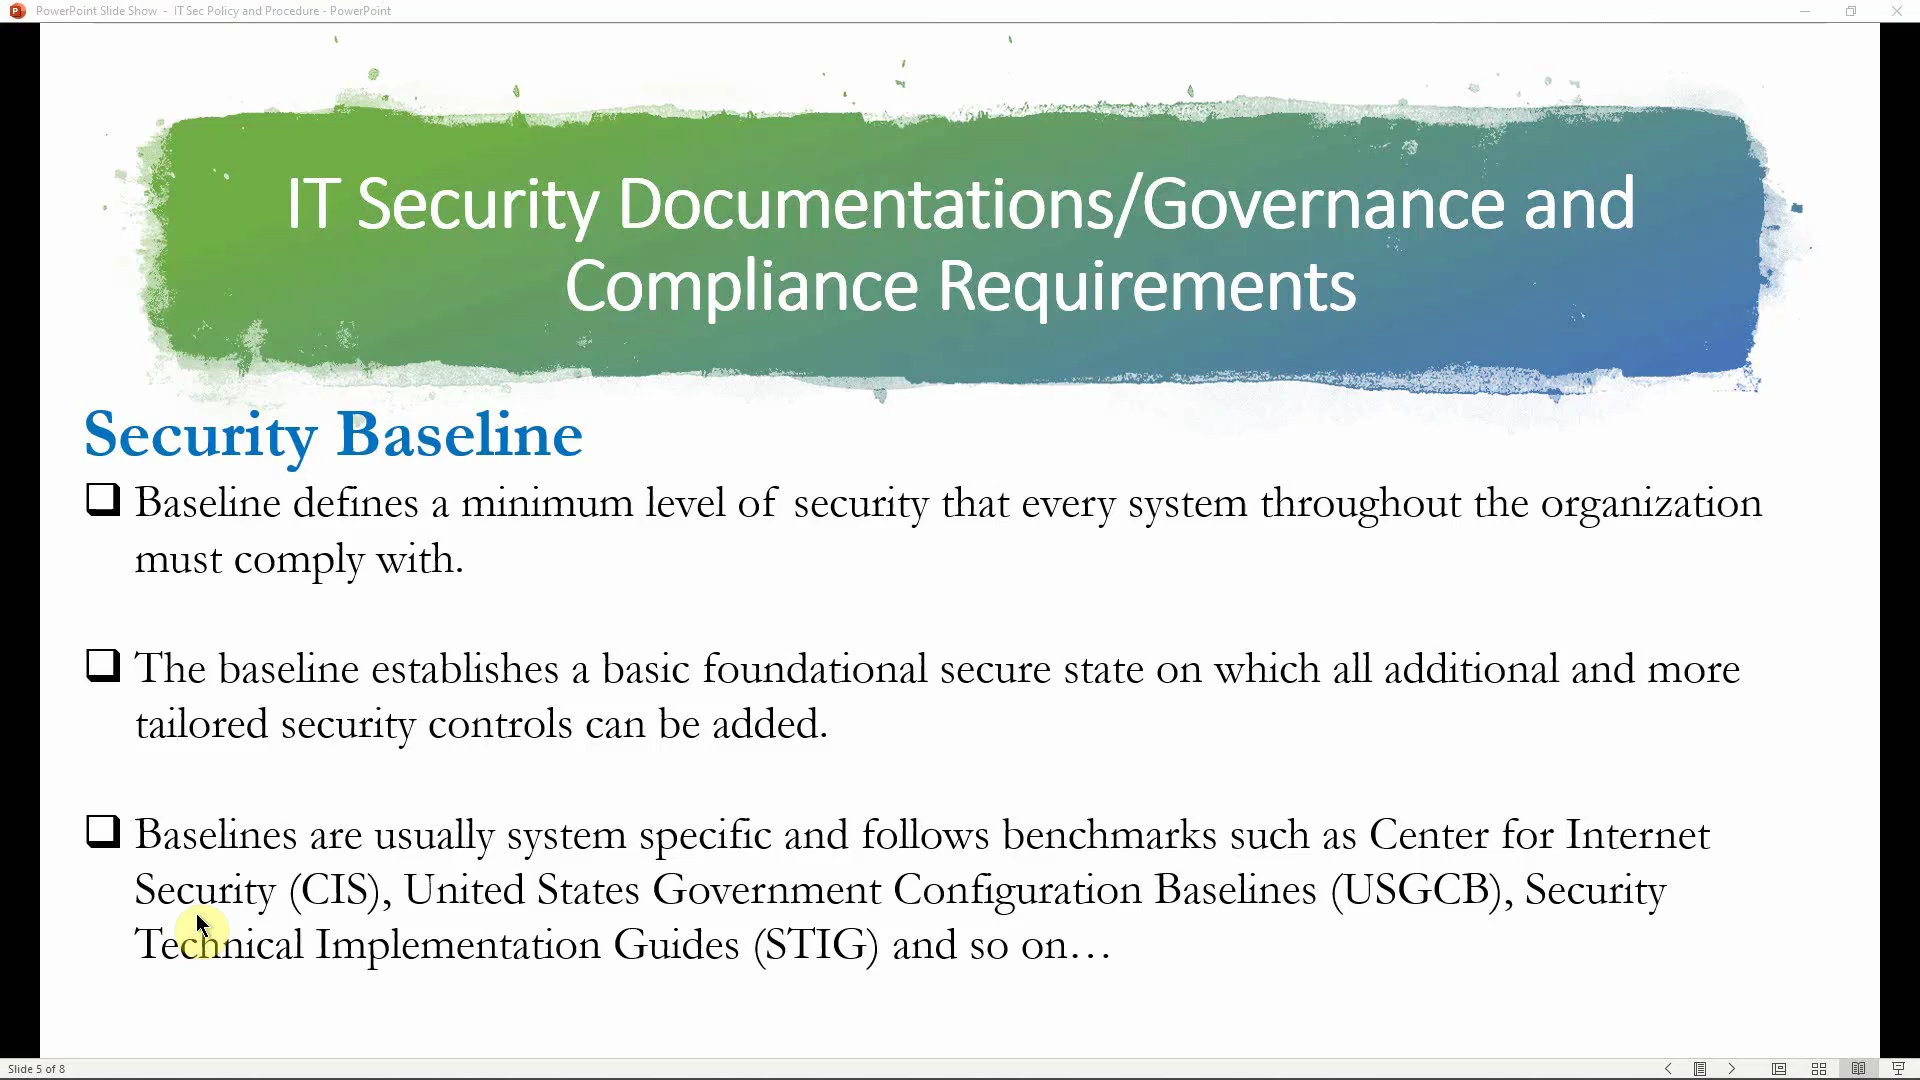 PowerPoint Slide Show - IT Sec Policy and Procedure - PowerPoint
IT Security Documentations/Governance and
Compliance Requirements
Security Baseline
Baseline defines a minimum level of security that every system throughout the organization
must comply with.
The baseline establishes a basic foundational secure state on which all additional and more
tailored security controls can be added.
Baselines are usually system specific and follows benchmarks such as Center for Internet
Security (CIS), United States Government Configuration Baselines (USGCB), Security
Technical Implementation Guides (STIG) and so on…
Slide 5 of 8